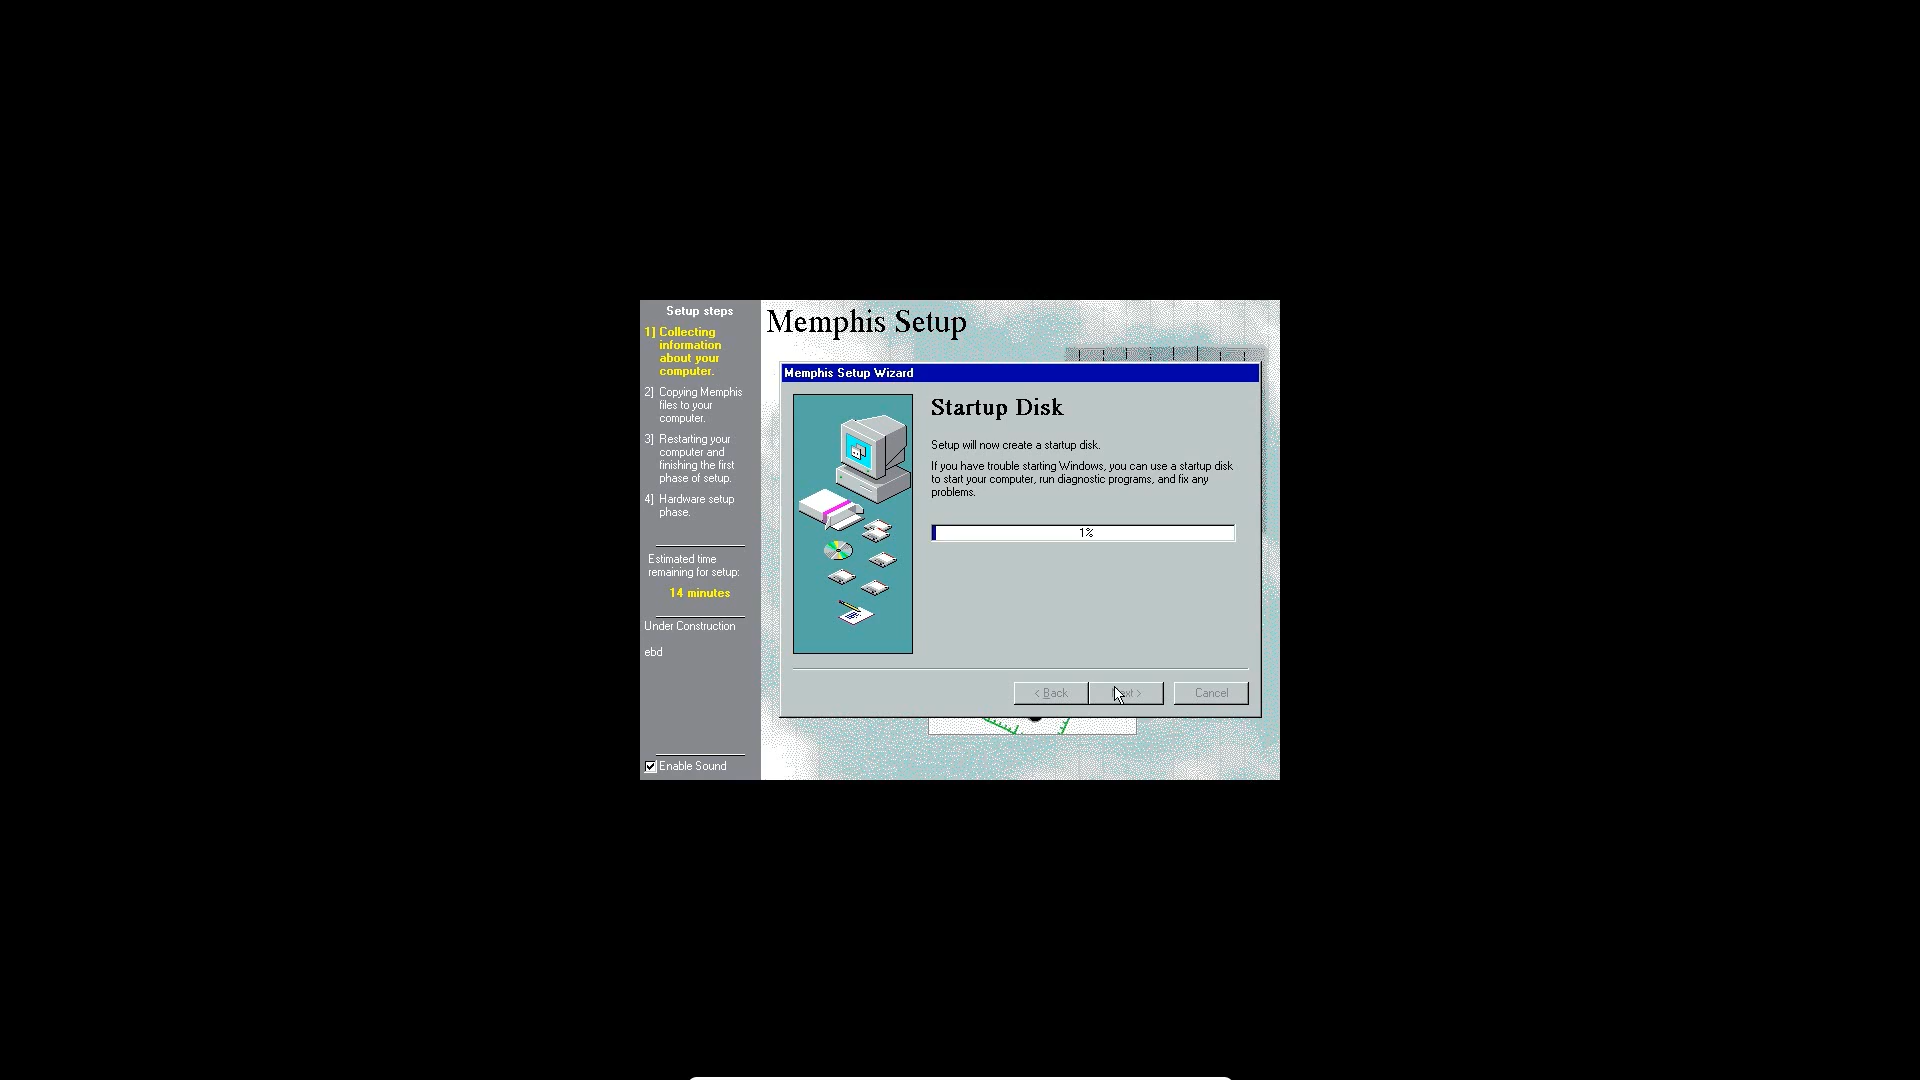 Setup steps
1] Collecting
information
about your
computer.
2] Copying Memphis
files to your
computer.
3] Restarting your
computer and
finishing the first
phase of setup.
4] Hardware setup
phase.
Estimated time
remaining for setup:
14 minutes
Under Construction
ebd
Enable Sound
Memphis Setup
Memphis Setup Wizard
Startup Disk
Setup will now create a startup disk.
If you have trouble starting Windows, you can use a startup disk
to start your computer, run diagnostic programs, and fix any
problems.
1%
< Back
Cancel